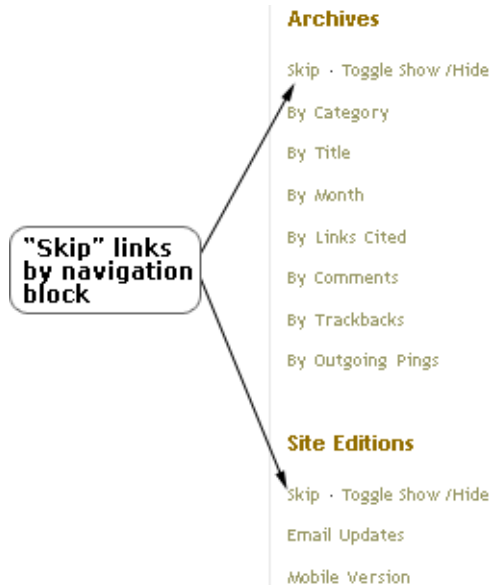 Archives
Skip · Toggle Show /Hide
By Category
By Title
By Month
"Skip" links
by navigation
block
By Links Cited
By Comments
By Trackbacks
By Outgoing Pings
Site Editions
Skip · Toggle Show /Hide
Email Updates
Mobile Version